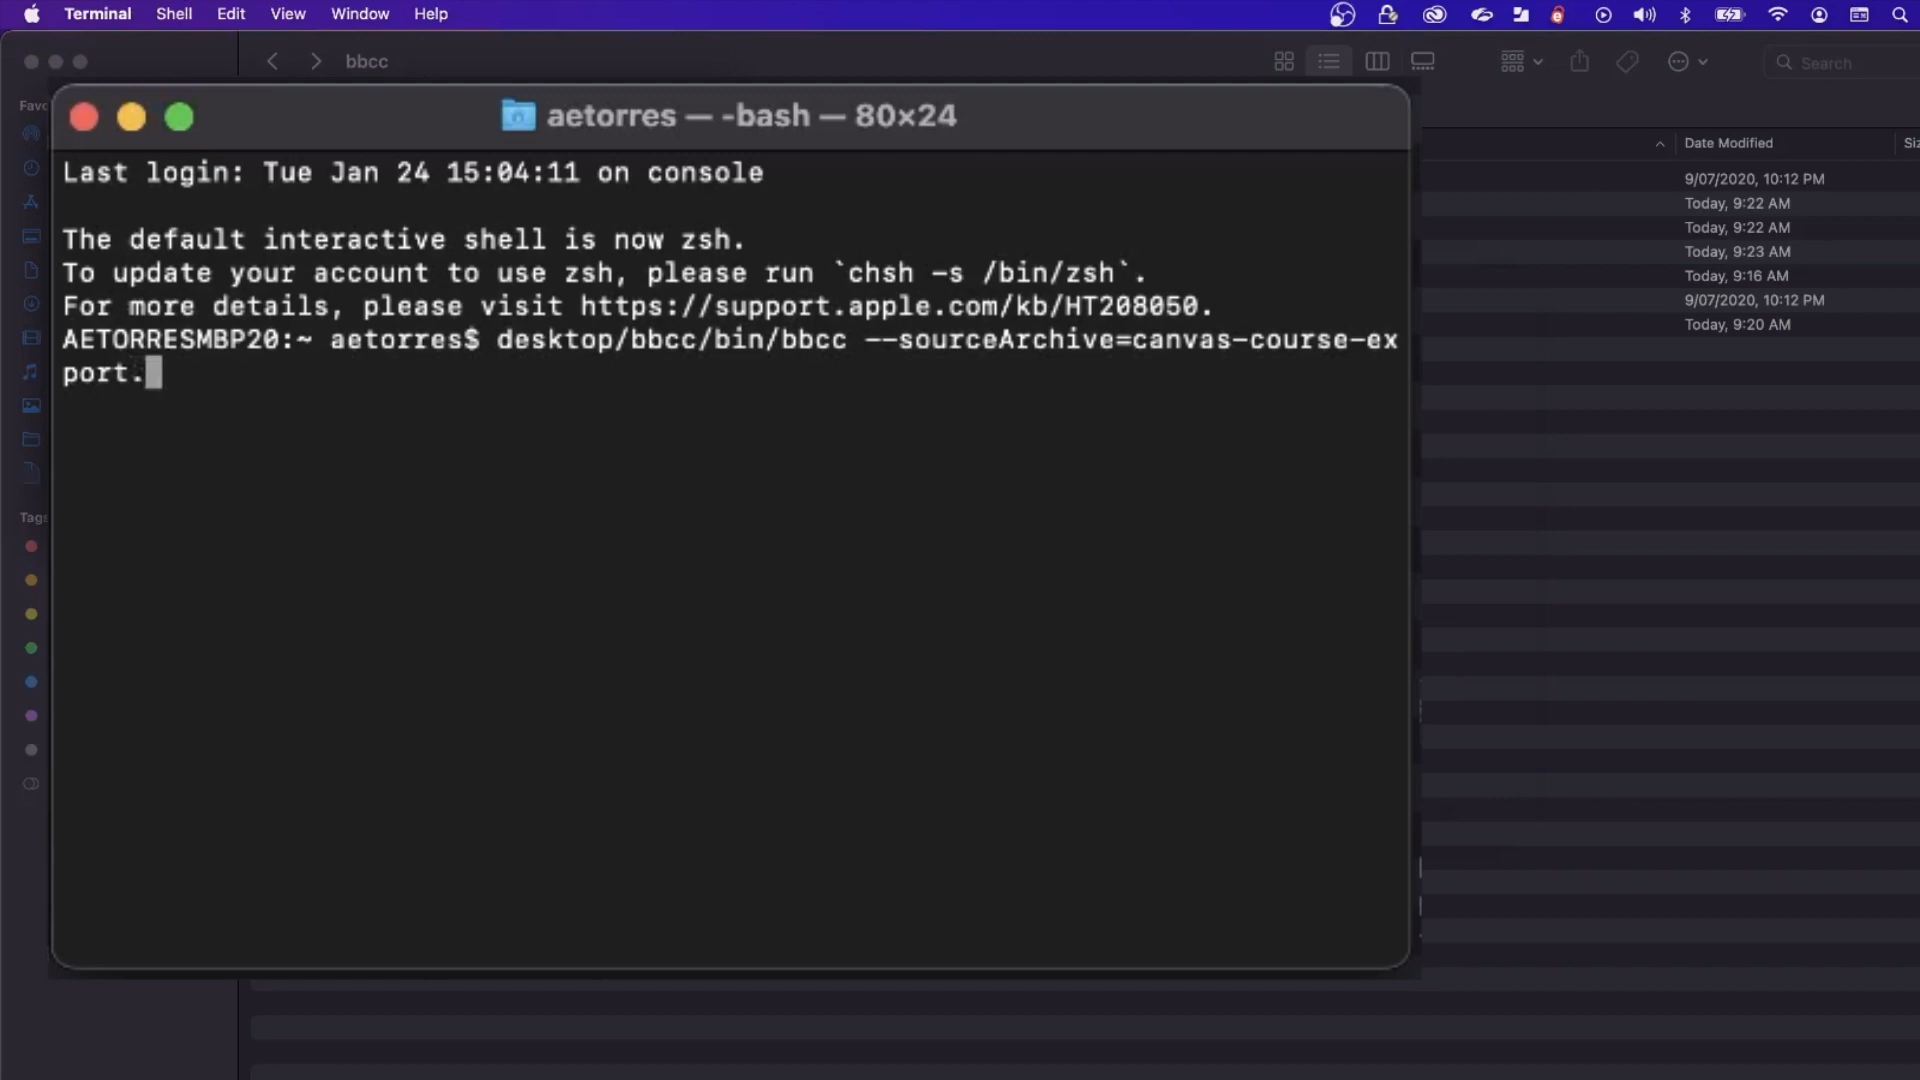 Terminal Shell Edit View Window Help
bbcc
Search
Favo
aetorres — -bash — 80×24
Date Modified
Siz
Last login: Tue Jan 24 15:04:11 on console
9/07/2020, 10:12 PM
Today, 9:22 AM
Today, 9:22 AM
Today, 9:23 AM
Today, 9:16 AM
9/07/2020, 10:12 PM
Today, 9:20 AM
The default interactive shell is now zsh.
To update your account to use zsh, please run `chsh -s /bin/zsh`.
For more details, please visit https://support.apple.com/kb/HT208050.
AETORRESMBP20:~ aetorres$ desktop/bbcc/bin/bbcc --sourceArchive=canvas-course-ex
port.
Tags